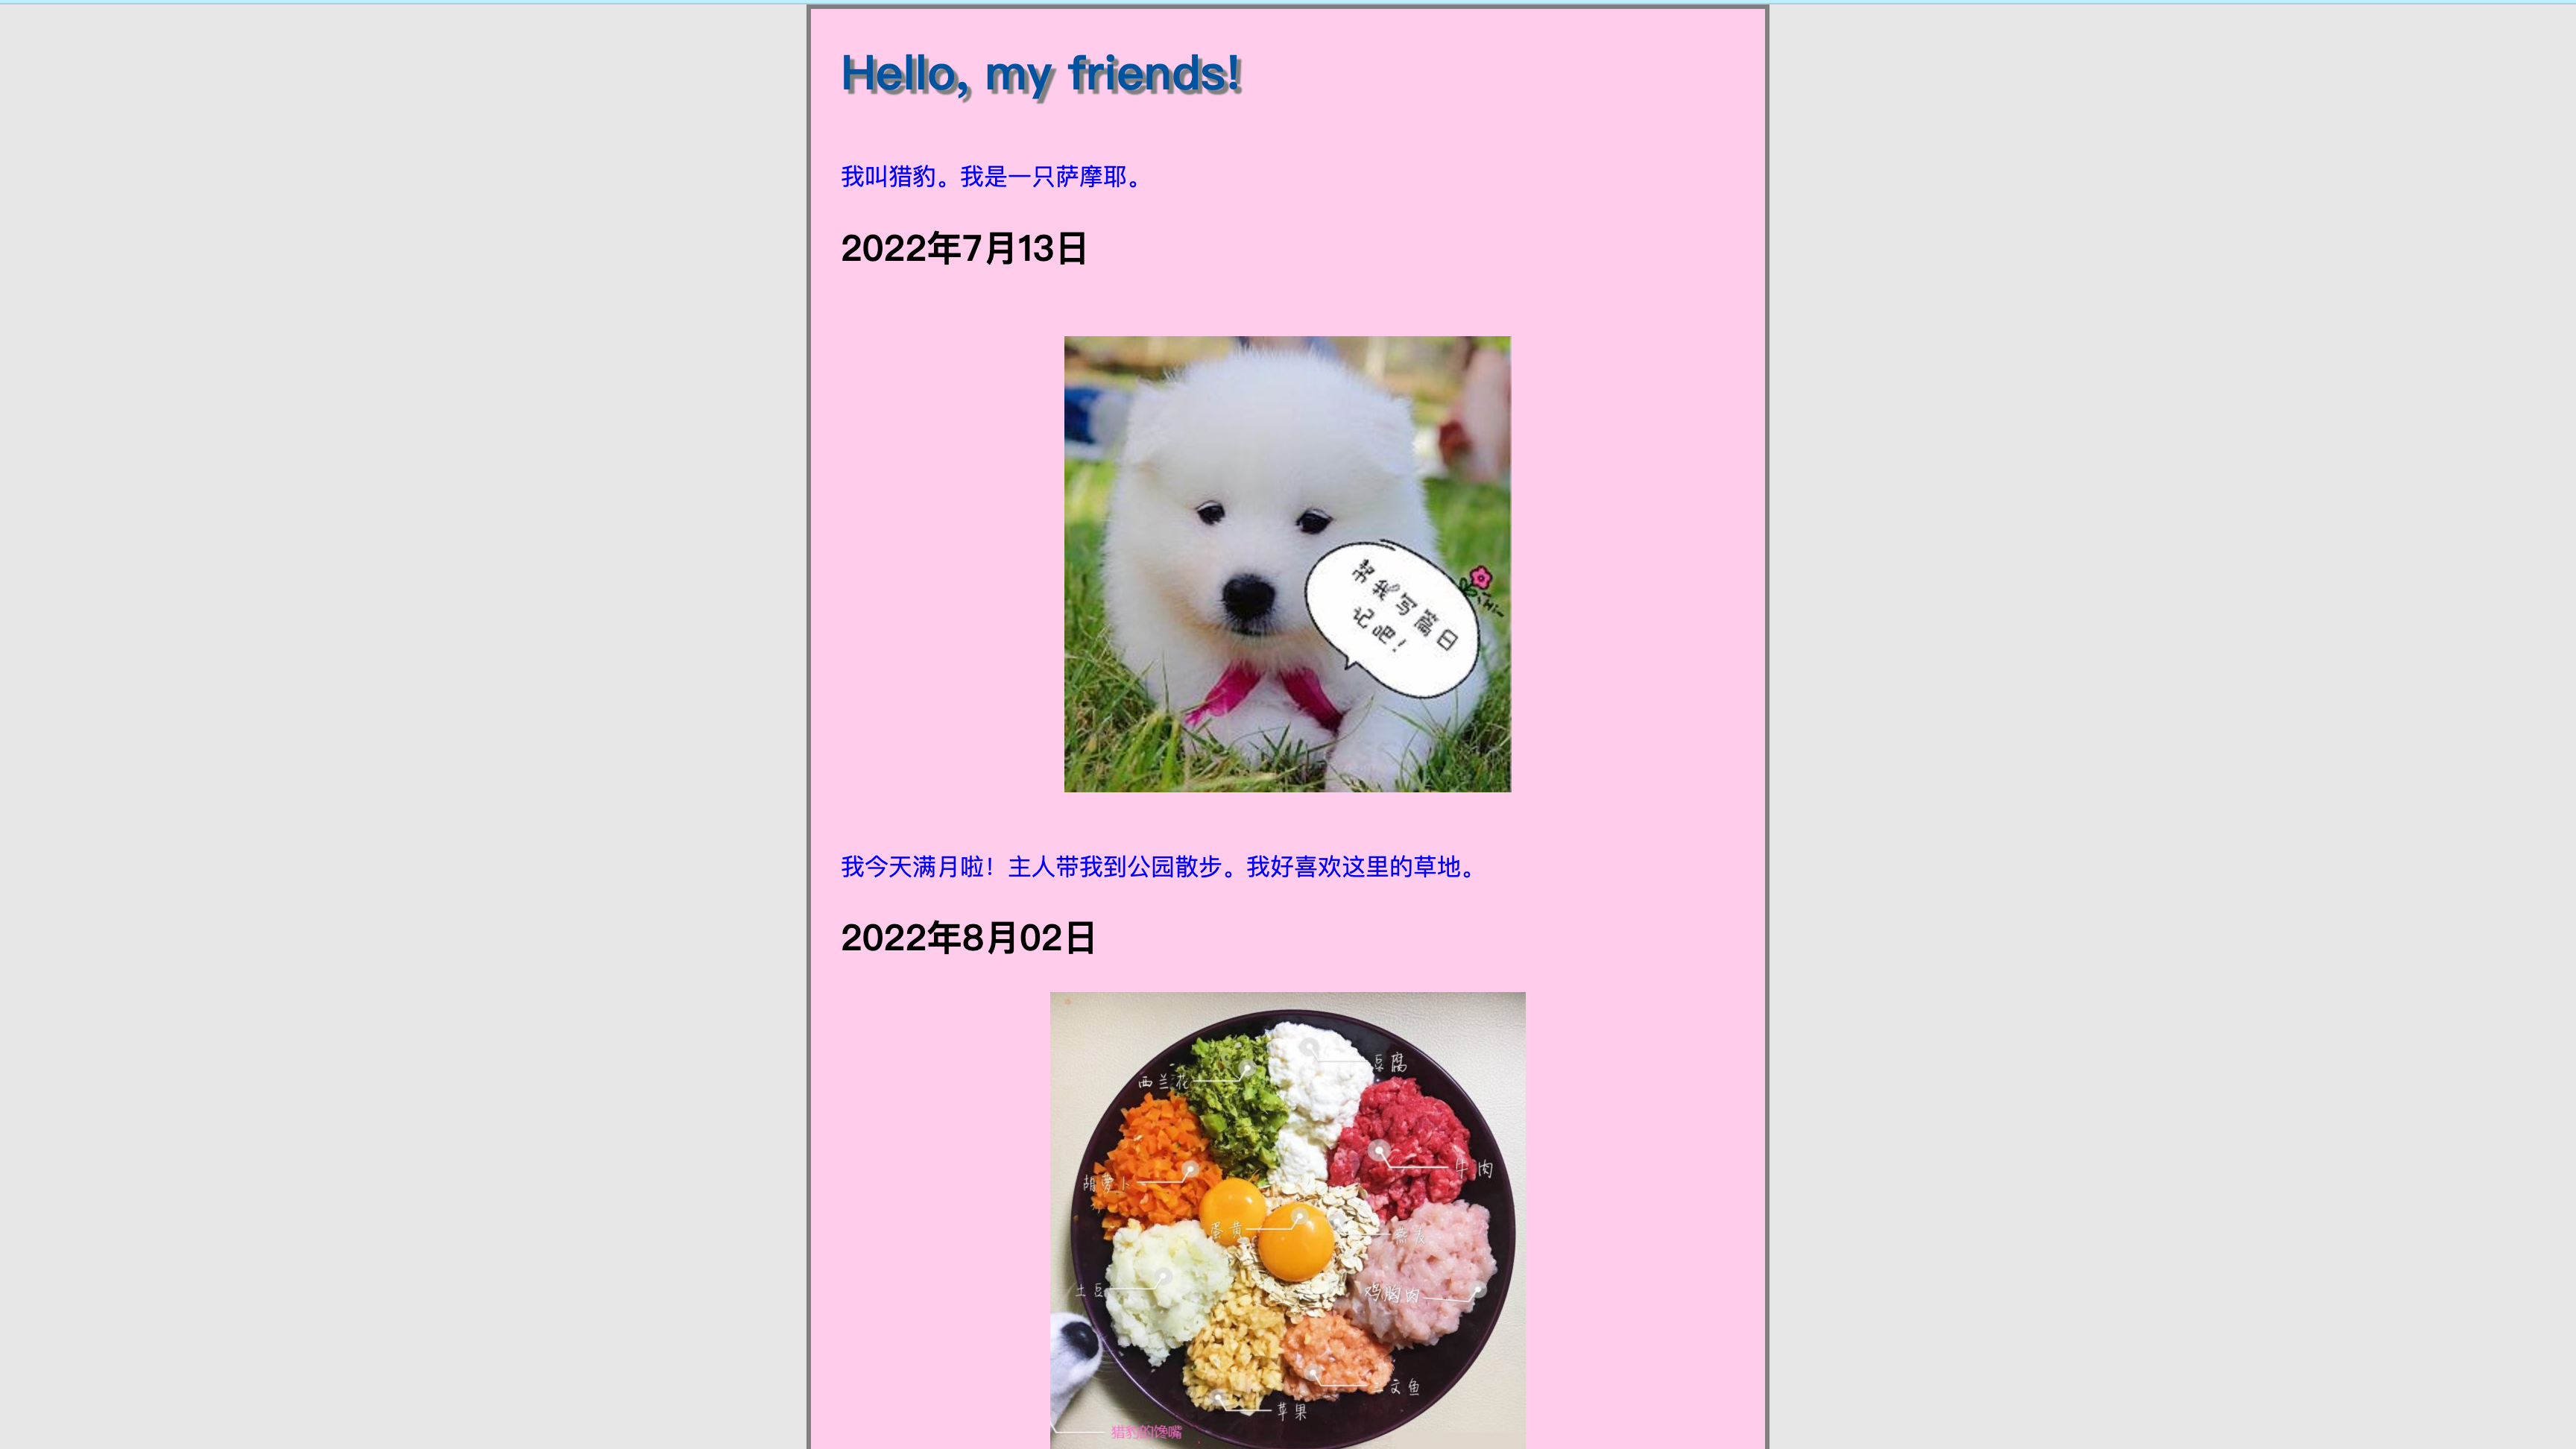 Hello, my friends!
我叫猎豹。我是一只萨摩耶。
2022年7月13日
帮我写篇日
记吧！
我今天满月啦！主人带我到公园散步。我好喜欢这里的草地。
2022年8月02日
豆腐
西兰花
牛肉
胡萝卜
蛋黄
燕麦
土豆
鸡胸肉
三文鱼
苹果
猎豹的馋嘴